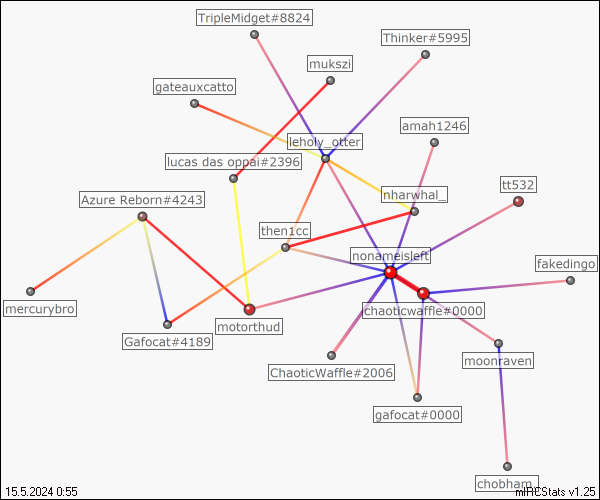 TripleMidget#8824
Thinker#5995
mukszi
gateauxcatto
amah1246
leholy_otter
lucas das oppai#2396
tt532
Azure Reborn#4243
nharwhal_
then1cc
nonameisleft
fakedingo
mercurybro
chaoticwaffle#0000
motorthud
Gafocat#4189
moonraven
ChaoticWaffle#2006
gafocat#0000
chobham_
15.5.2024 0:55
mIRCStats v1.25